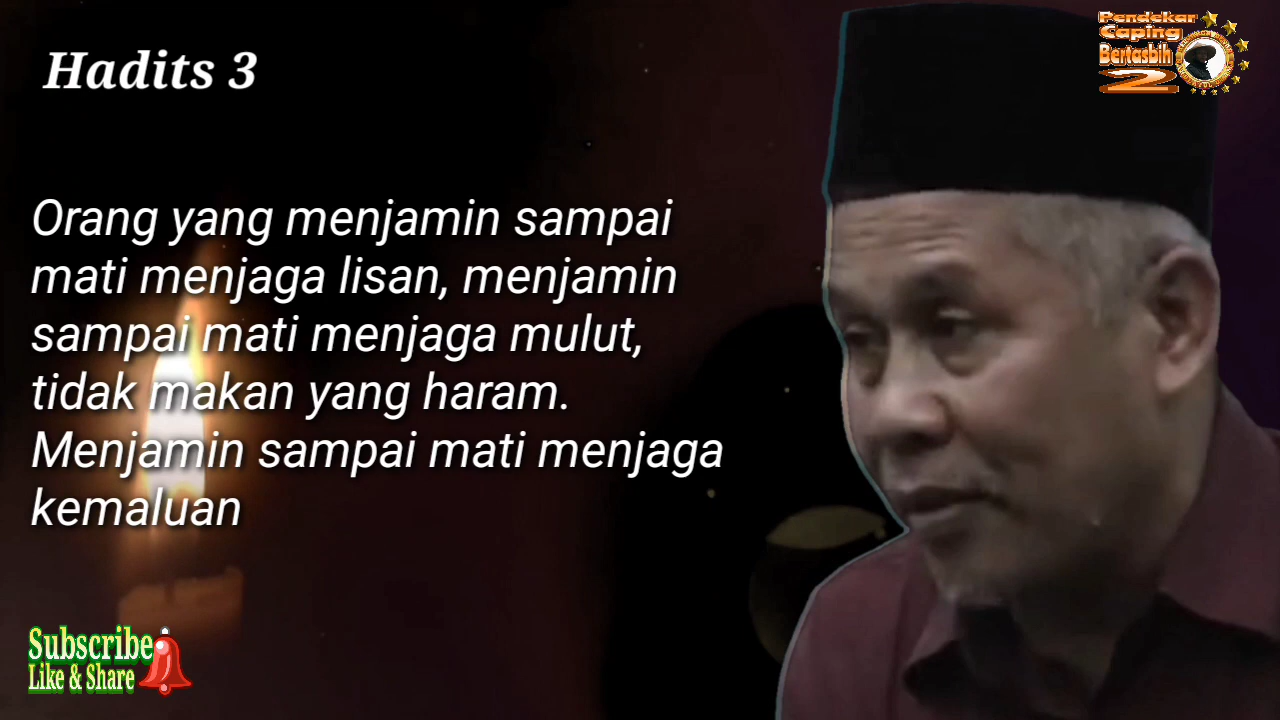 Hadits 3
Pendekar
Caping
Bertasbih
2
Orang yang menjamin sampai
mati menjaga lisan, menjamin
sampai mati menjaga mulut,
tidak makan yang haram.
Menjamin sampai mati menjaga
kemaluan
Subscribe
Like & Share